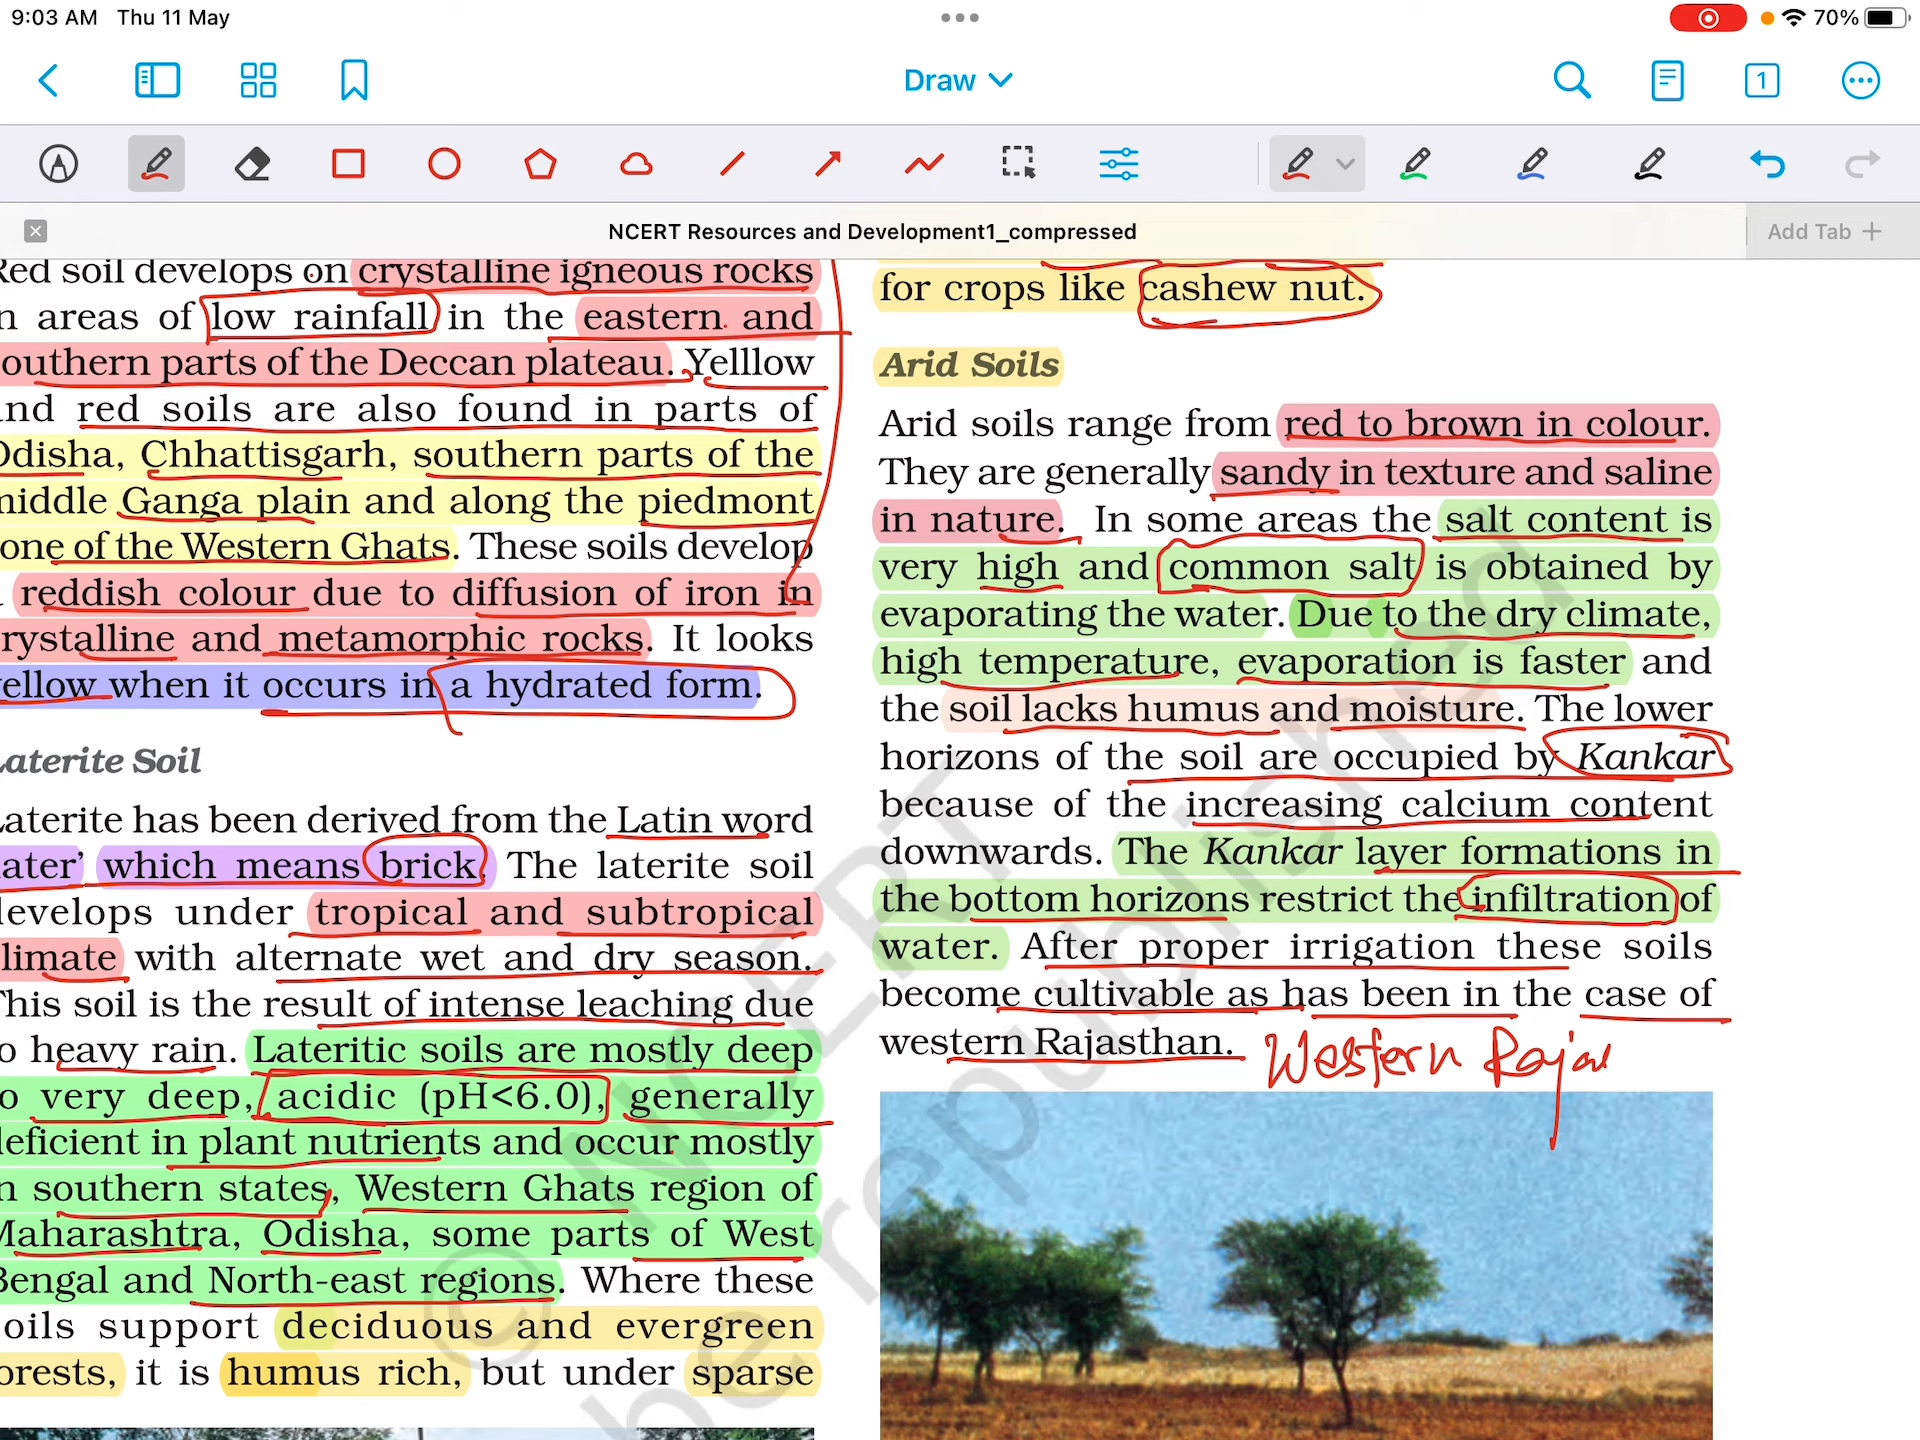 9:03 AM Thu 11 May
70%
Draw
1
NCERT Resources and Development1_compressed
Add Tab
Red soil develops on crystalline igneous rocks
n areas of low rainfall in the eastern and
outhern parts of the Deccan plateau. Yelllow
nd red soils are also found in parts of
Odisha, Chhattisgarh, southern parts of the
middle Ganga plain and along the piedmont
one of the Western Ghats. These soils develop
reddish colour due to diffusion of iron in
rystalline and metamorphic rocks. It looks
yellow when it occurs in a hydrated form.
Laterite Soil
Laterite has been derived from the Latin word
later’ which means brick. The laterite soil
develops under tropical and subtropical
limate with alternate wet and dry season.
This soil is the result of intense leaching due
o heavy rain. Lateritic soils are mostly deep
o very deep, acidic (pH<6.0), generally
deficient in plant nutrients and occur mostly
n southern states, Western Ghats region of
Maharashtra, Odisha, some parts of West
Bengal and North-east regions. Where these
oils support deciduous and evergreen
orests, it is humus rich, but under sparse
for crops like cashew nut.
Arid Soils
Arid soils range from red to brown in colour.
They are generally sandy in texture and saline
in nature. In some areas the salt content is
very high and common salt is obtained by
evaporating the water. Due to the dry climate,
high temperature, evaporation is faster and
the soil lacks humus and moisture. The lower
horizons of the soil are occupied by Kankar
because of the increasing calcium content
downwards. The Kankar layer formations in
the bottom horizons restrict the infiltration of
water. After proper irrigation these soils
become cultivable as has been in the case of
western Rajasthan. Western Rajas
© NCERT
be republished